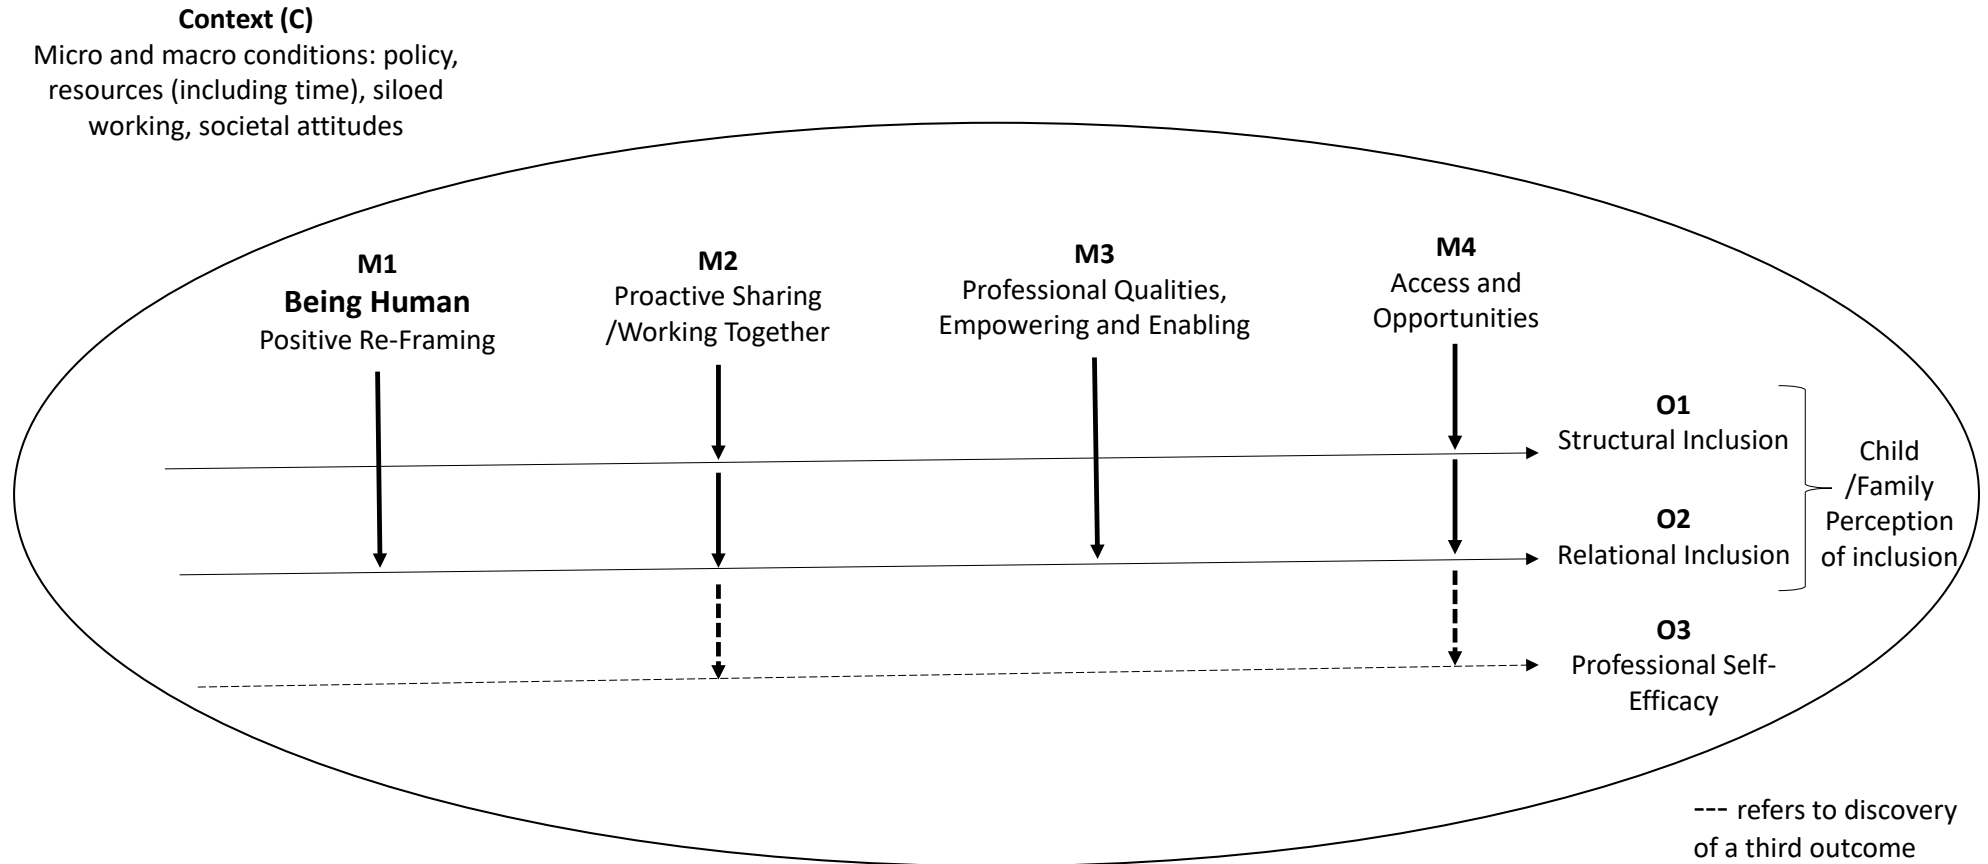 Context (C)
Micro and macro conditions: policy,
resources (including time), siloed
working, societal attitudes
M1
Being Human
Positive Re-Framing
M2
Proactive Sharing
/Working Together
M3
Professional Qualities,
Empowering and Enabling
M4
Access and
Opportunities
O1
Structural Inclusion
O2
Relational Inclusion
Child
/Family
Perception
of inclusion
O3
Professional Self-
Efficacy
--- refers to discovery
of a third outcome